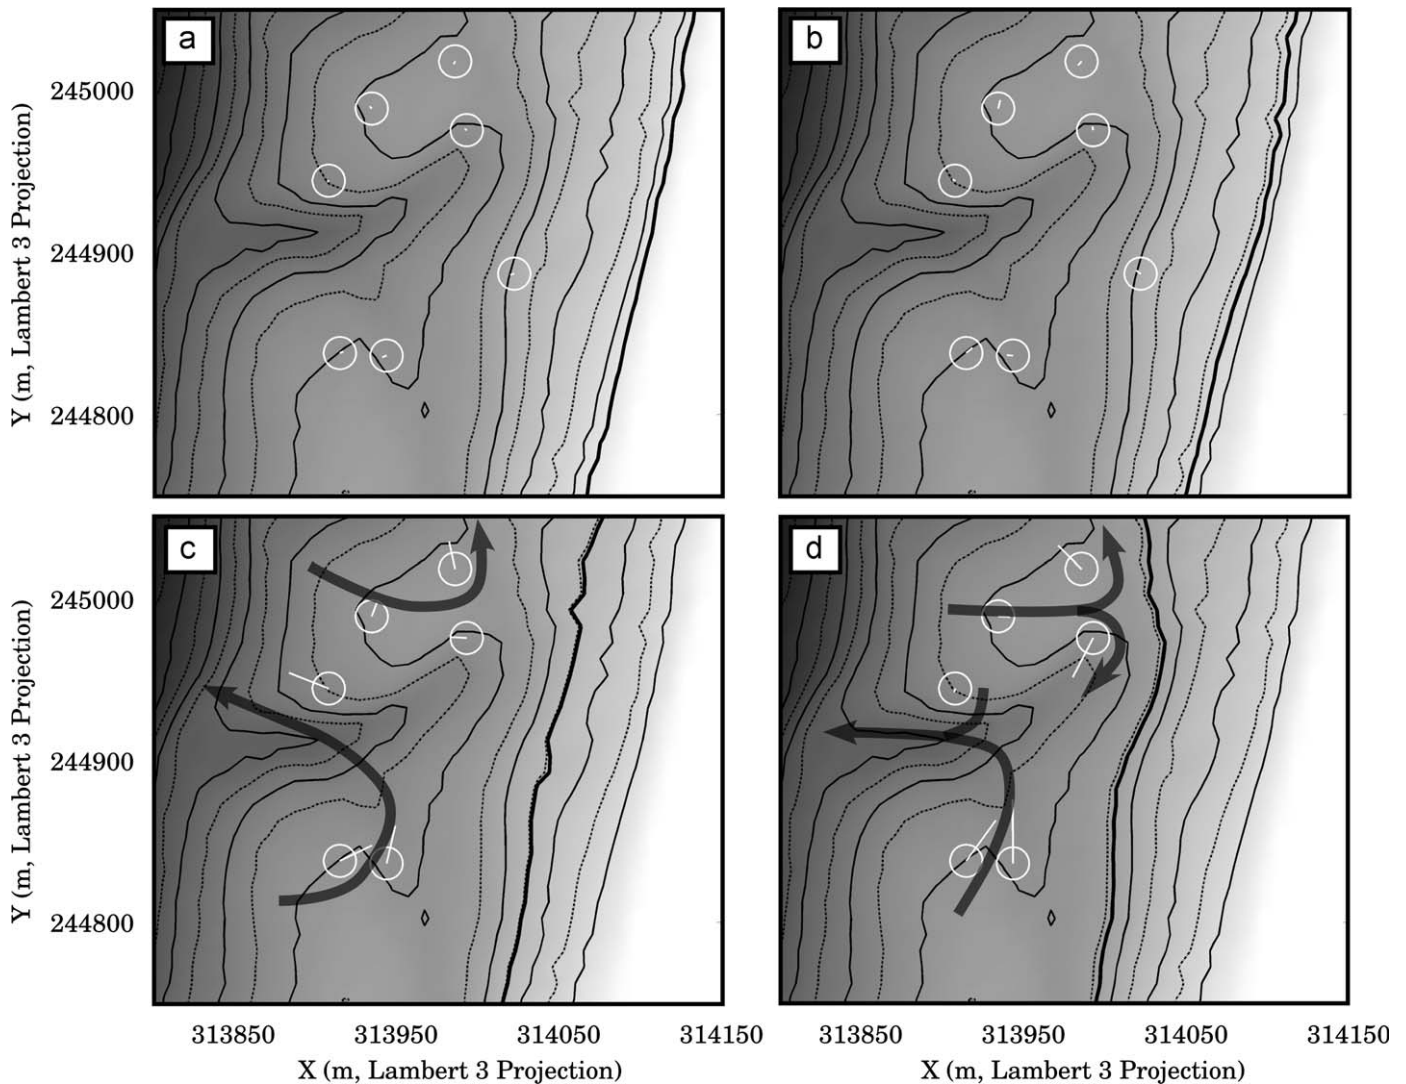 a
b
245000
244900
244800
Y (m, Lambert 3 Projection)
c
d
245000
244900
244800
Y (m, Lambert 3 Projection)
313850 313950 314050 314150
313850 313950 314050 314150
X (m, Lambert 3 Projection)
X (m, Lambert 3 Projection)